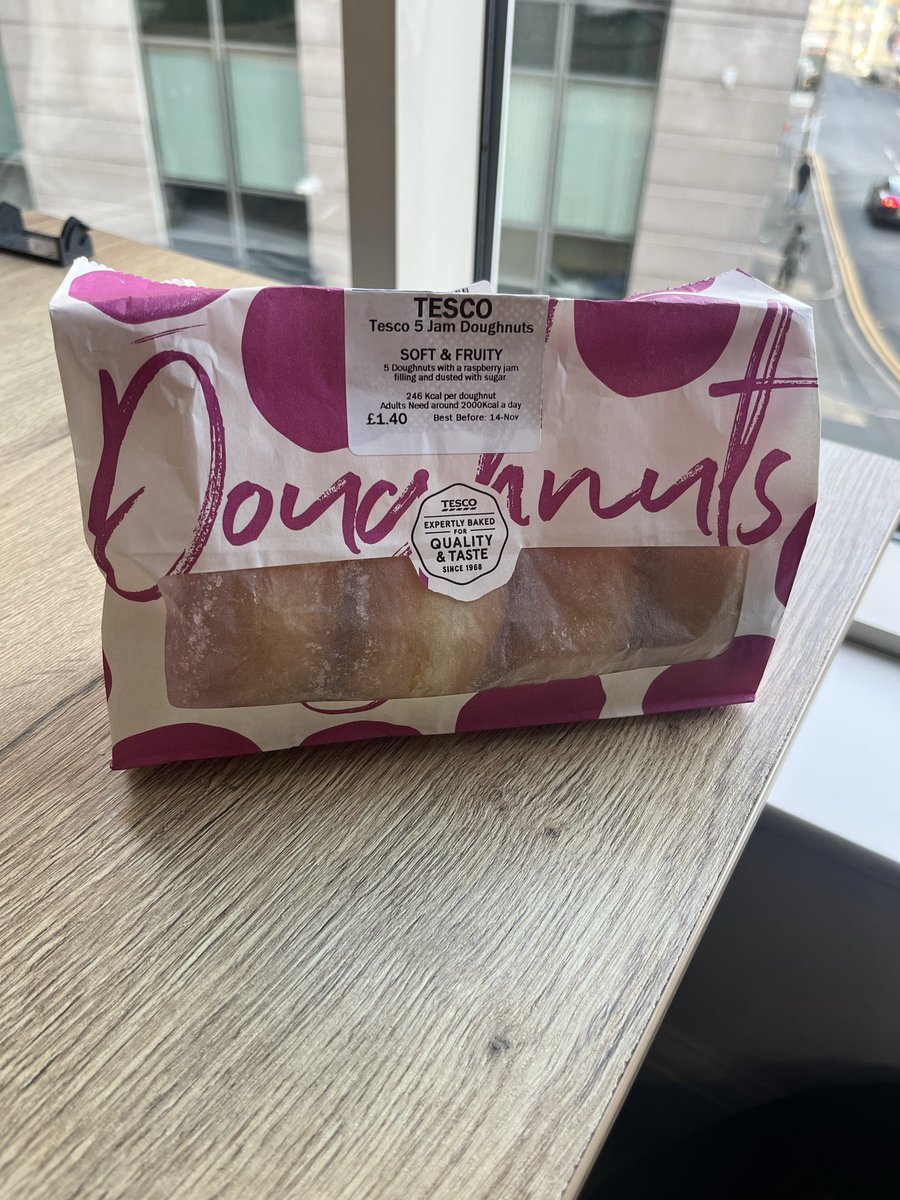 TESCO
Tesco 5 Jam Doughnuts
SOFT & FRUITY
5 Doughnuts with a raspberry jam
filling and dusted with sugar
246 Kcal per doughnut
Adults Need around 2000Kcal a day
£1.40 Best Before: 14-Nov
Doughnuts
TESCO
EXPERTLY BAKED
FOR
QUALITY
& TASTE
SINCE 1968